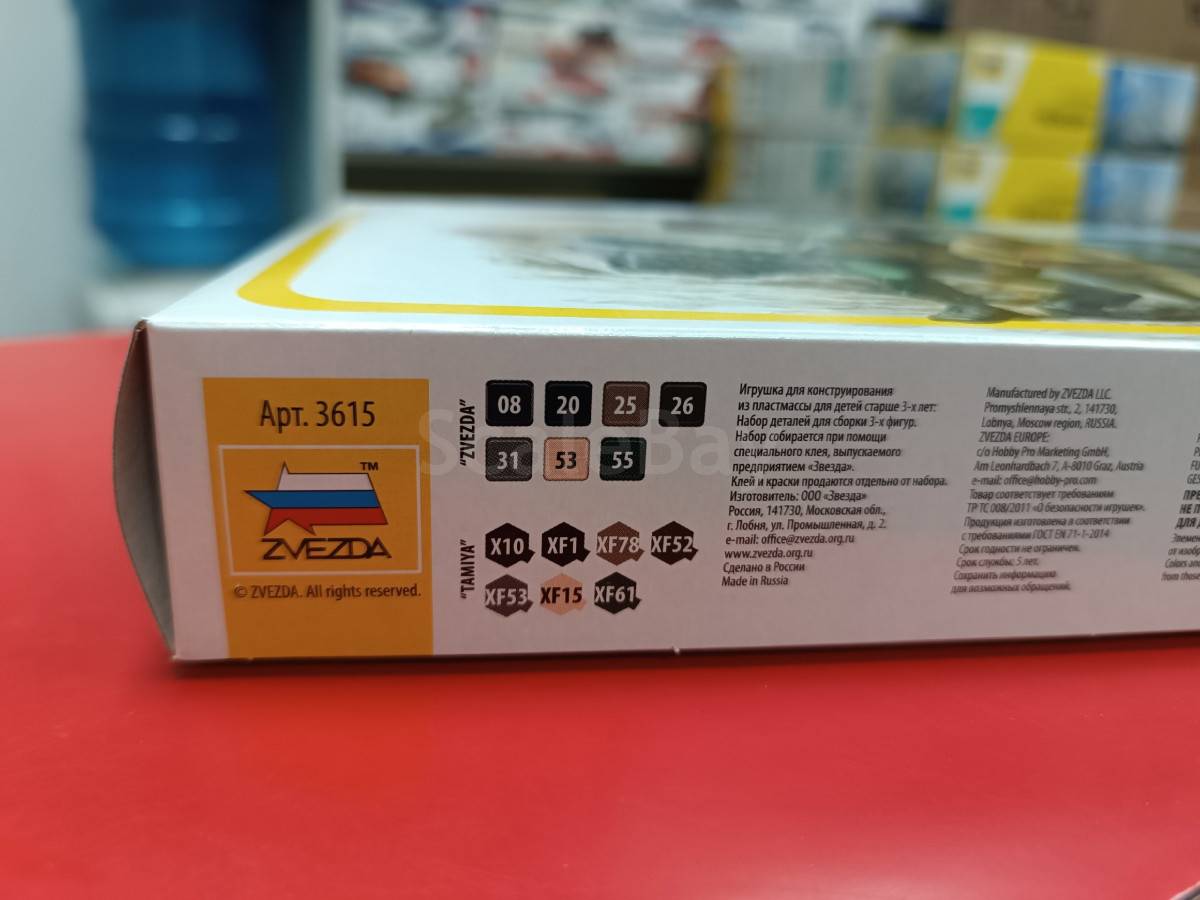 Арт. 3615
TM
ZVEZDA
© ZVEZDA. All rights reserved.
"ZVEZDA"
08 20 25 26
31 53 55
"TAMIYA"
X10 XF1 XF78 XF52
XF53 XF15 XF61
Игрушка для конструирования
из пластмассы для детей старше 3-х лет:
Набор деталей для сборки 3-х фигур.
Набор собирается при помощи
специального клея, выпускаемого
предприятием «Звезда».
Клей и краски продаются отдельно от набора.
Изготовитель: ООО «Звезда»
Россия, 141730, Московская обл.,
г. Лобня, ул. Промышленная, д. 2.
e-mail: office@zvezda.org.ru
www.zvezda.org.ru
Сделано в России
Made in Russia
Manufactured by ZVEZDA LLC.
Promyshlennaya str., 2, 141730,
Lobnya, Moscow region, RUSSIA.
ZVEZDA EUROPE:
c/o Hobby Pro Marketing GmbH,
Am Leonhardbach 7, A-8010 Graz, Austria
e-mail: office@hobby-pro.com
Товар соответствует требованиям
ТР ТС 008/2011 «О безопасности игрушек».
Продукция изготовлена в соответствии
с требованиями ГОСТ EN 71-1-2014
Срок годности не ограничен.
Срок службы: 5 лет.
Сохранить информацию
для возможных обращений.